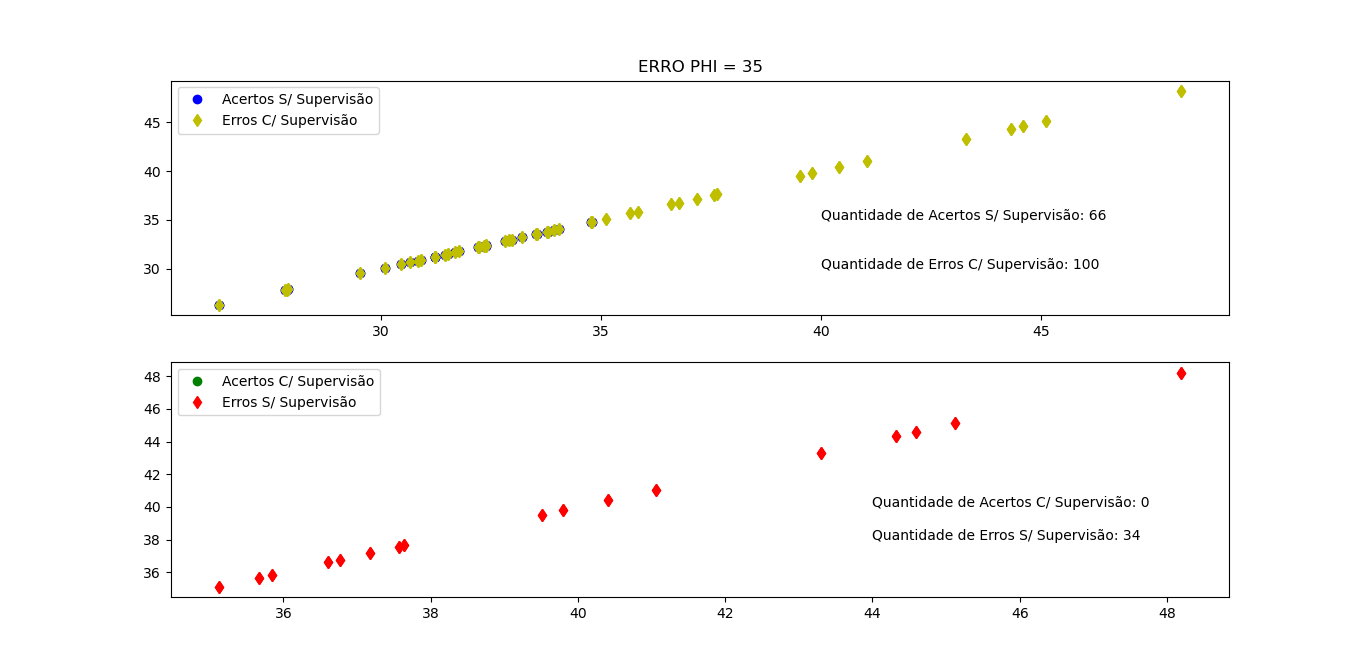 ERRO PHI = 35
Acertos S/ Supervisão
Erros C/ Supervisão
45
40
35
30
Quantidade de Acertos S/ Supervisão: 66
Quantidade de Erros C/ Supervisão: 100
30 35 40 45
Acertos C/ Supervisão
Erros S/ Supervisão
48
46
44
42
40
38
36
Quantidade de Acertos C/ Supervisão: 0
Quantidade de Erros S/ Supervisão: 34
36 38 40 42 44 46 48